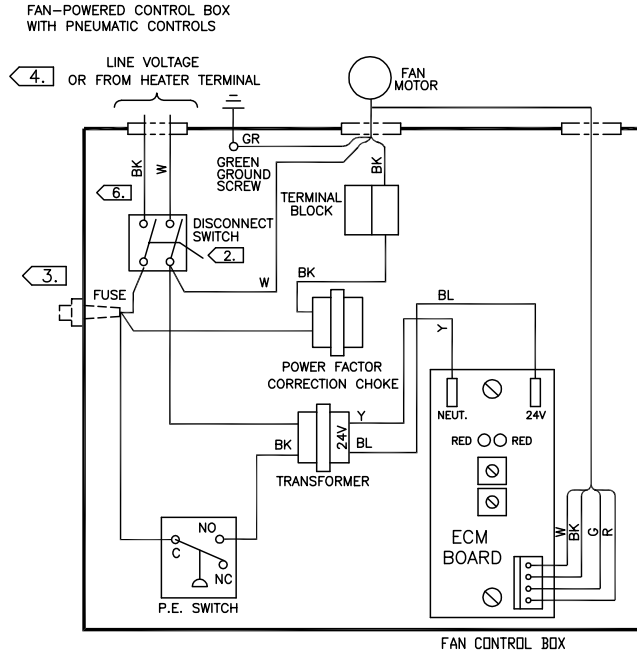 FAN-POWERED CONTROL BOX
WITH PNEUMATIC CONTROLS
4.
LINE VOLTAGE
OR FROM HEATER TERMINAL
FAN
MOTOR
GR
GREEN
GROUND
SCREW
BK
W
BK
6.
TERMINAL
BLOCK
DISCONNECT
SWITCH
2.
3.
W
BK
FUSE
BL
Y
POWER FACTOR
CORRECTION CHOKE
NEUT.
24V
Y
24V
BK
BL
RED
RED
TRANSFORMER
NO
C
NC
P.E. SWITCH
ECM
BOARD
W
BK
G
R
FAN CONTROL BOX